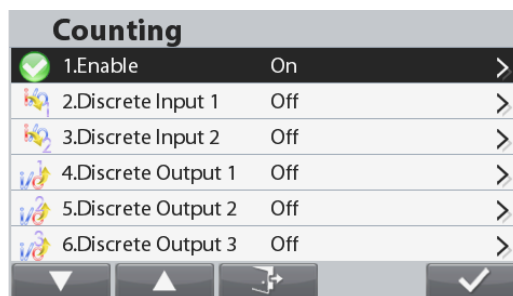 Counting
1.Enable On
2.Discrete Input 1 Off
3.Discrete Input 2 Off
4.Discrete Output 1 Off
5.Discrete Output 2 Off
6.Discrete Output 3 Off